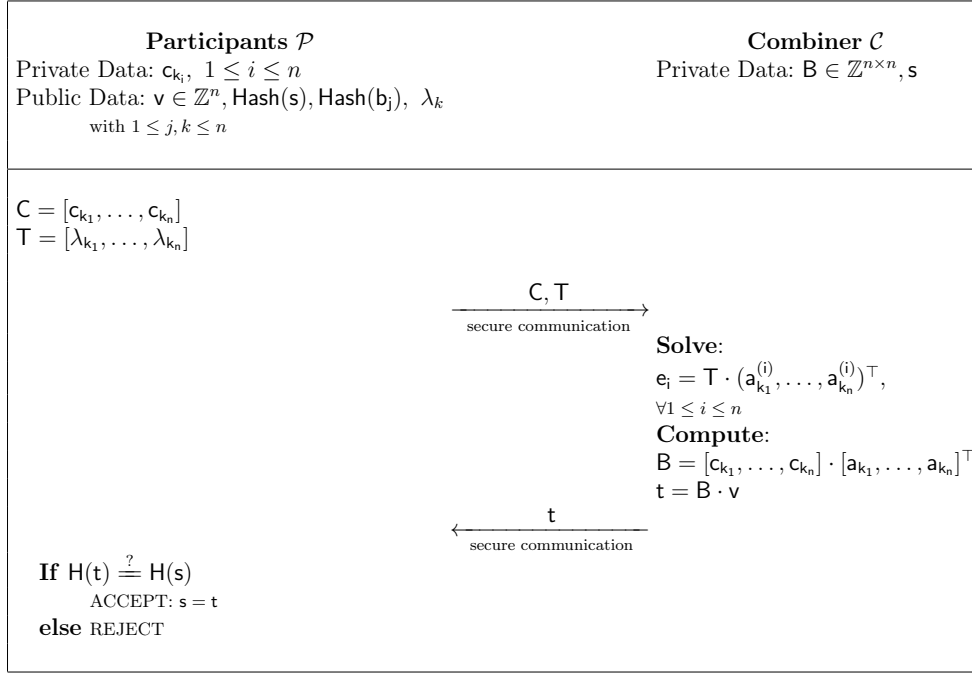 Participants 𝒫
Private Data: c_{k_i}, 1 ≤ i ≤ n
Public Data: v ∈ ℤ^n, Hash(s), Hash(b_j), λ_k
with 1 ≤ j, k ≤ n
Combiner 𝒞
Private Data: B ∈ ℤ^{n×n}, s
C = [c_{k_1}, . . . , c_{k_n}]
T = [λ_{k_1}, . . . , λ_{k_n}]
C, T
secure communication
Solve:
e_i = T · (a_{k_1}^{(i)}, . . . , a_{k_n}^{(i)})^⊤,
∀1 ≤ i ≤ n
Compute:
B = [c_{k_1}, . . . , c_{k_n}] · [a_{k_1}, . . . , a_{k_n}]^⊤
t = B · v
t
secure communication
If H(t) ≟ H(s)
ACCEPT: s = t
else REJECT